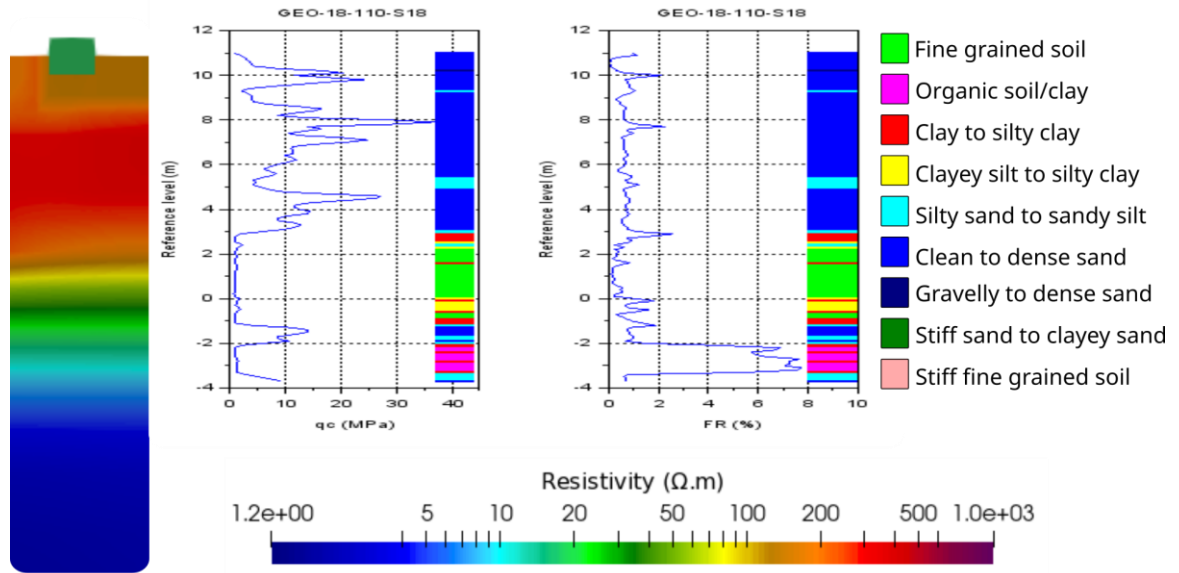 GEO-18-110-S18
12
10
8
6
4
2
0
-2
-4
Reference level (m)
0 10 20 30 40
qc (MPa)
GEO-18-110-S18
12
10
8
6
4
2
0
-2
-4
Reference level (m)
0 2 4 6 8 10
FR (%)
Fine grained soil
Organic soil/clay
Clay to silty clay
Clayey silt to silty clay
Silty sand to sandy silt
Clean to dense sand
Gravelly to dense sand
Stiff sand to clayey sand
Stiff fine grained soil
Resistivity (Ω.m)
1.2e+00 5 10 20 50 100 200 500 1.0e+03